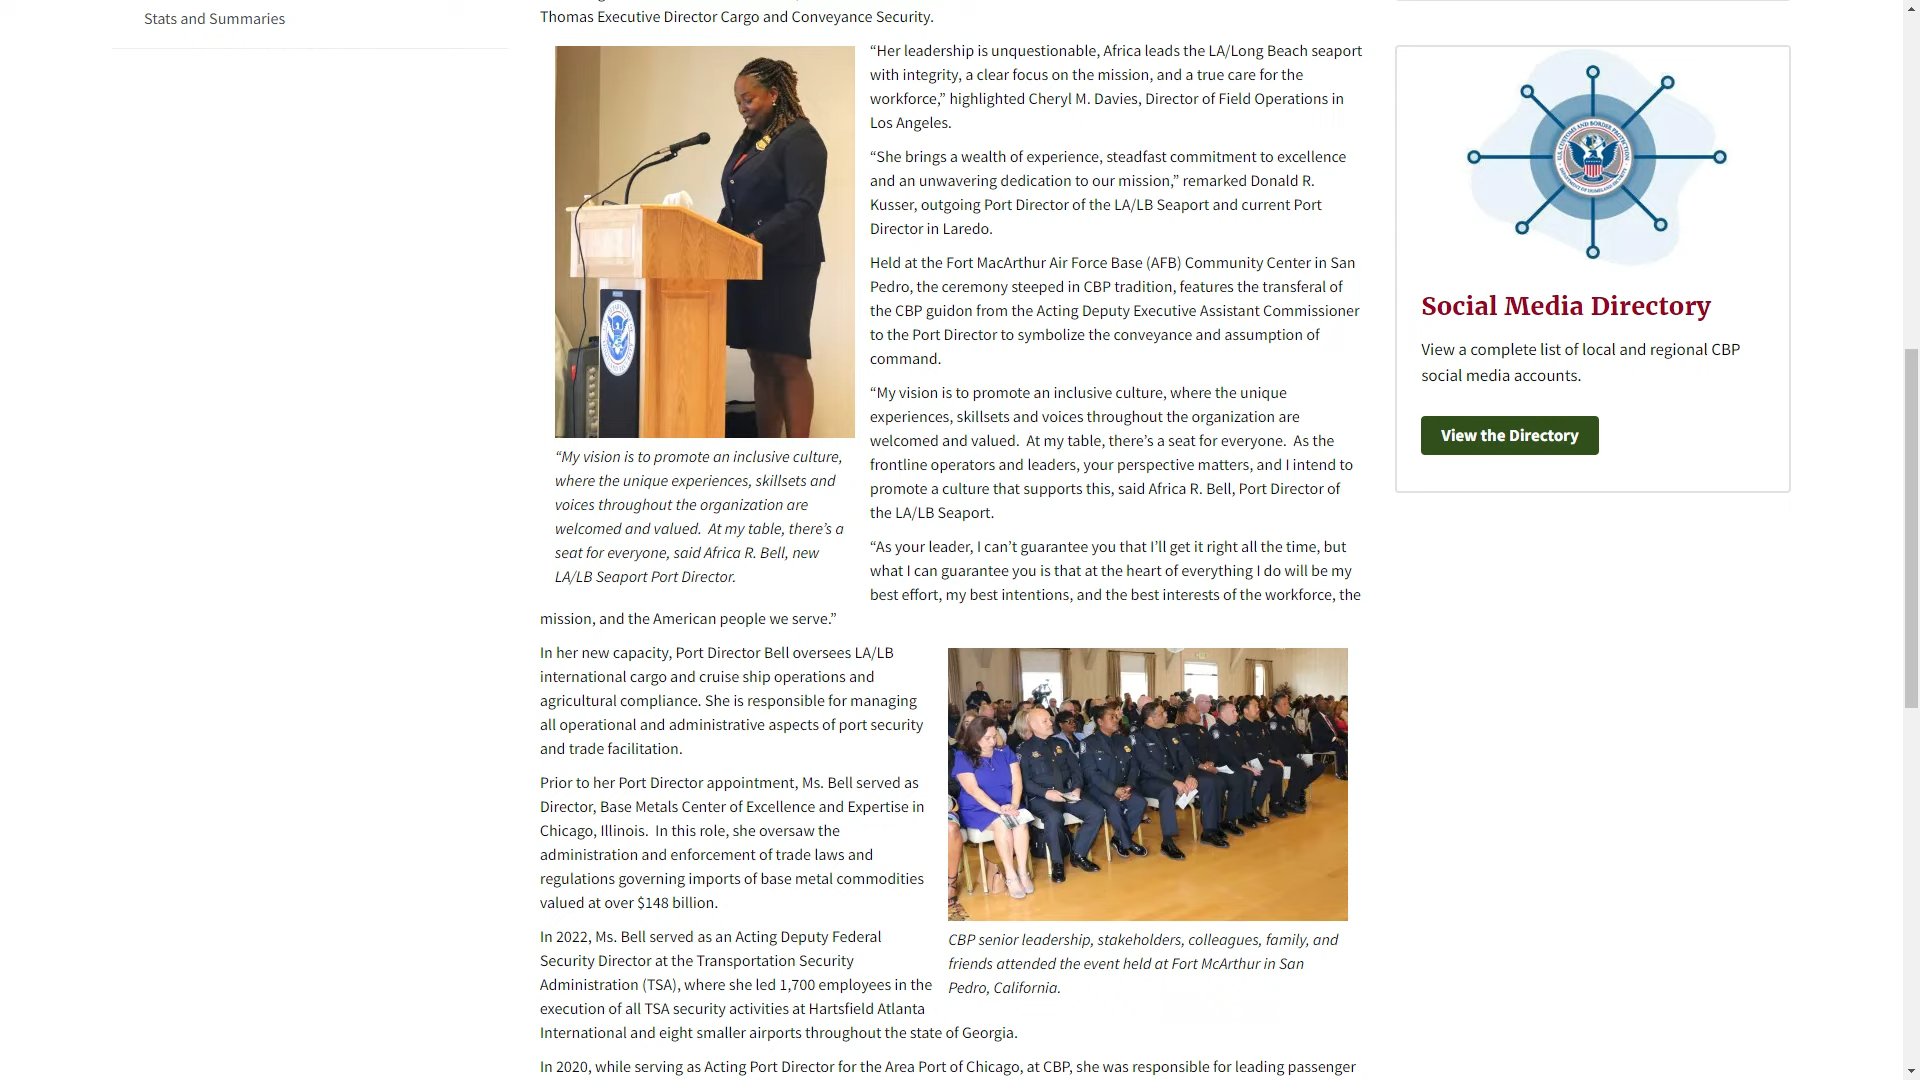 Stats and Summaries
Thomas Executive Director Cargo and Conveyance Security.
“Her leadership is unquestionable, Africa leads the LA/Long Beach seaport
with integrity, a clear focus on the mission, and a true care for the
workforce,” highlighted Cheryl M. Davies, Director of Field Operations in
Los Angeles.
“She brings a wealth of experience, steadfast commitment to excellence
and an unwavering dedication to our mission,” remarked Donald R.
Kusser, outgoing Port Director of the LA/LB Seaport and current Port
Director in Laredo.
Held at the Fort MacArthur Air Force Base (AFB) Community Center in San
Pedro, the ceremony steeped in CBP tradition, features the transferal of
the CBP guidon from the Acting Deputy Executive Assistant Commissioner
to the Port Director to symbolize the conveyance and assumption of
command.
“My vision is to promote an inclusive culture, where the unique
experiences, skillsets and voices throughout the organization are
welcomed and valued.  At my table, there’s a seat for everyone.  As the
frontline operators and leaders, your perspective matters, and I intend to
promote a culture that supports this, said Africa R. Bell, Port Director of
the LA/LB Seaport.
“My vision is to promote an inclusive culture,
where the unique experiences, skillsets and
voices throughout the organization are
welcomed and valued.  At my table, there’s a
seat for everyone, said Africa R. Bell, new
LA/LB Seaport Port Director.
“As your leader, I can’t guarantee you that I’ll get it right all the time, but
what I can guarantee you is that at the heart of everything I do will be my
best effort, my best intentions, and the best interests of the workforce, the
mission, and the American people we serve.”
In her new capacity, Port Director Bell oversees LA/LB
international cargo and cruise ship operations and
agricultural compliance. She is responsible for managing
all operational and administrative aspects of port security
and trade facilitation.
Prior to her Port Director appointment, Ms. Bell served as
Director, Base Metals Center of Excellence and Expertise in
Chicago, Illinois.  In this role, she oversaw the
administration and enforcement of trade laws and
regulations governing imports of base metal commodities
valued at over $148 billion.
CBP senior leadership, stakeholders, colleagues, family, and
friends attended the event held at Fort McArthur in San
Pedro, California.
In 2022, Ms. Bell served as an Acting Deputy Federal
Security Director at the Transportation Security
Administration (TSA), where she led 1,700 employees in the
execution of all TSA security activities at Hartsfield Atlanta
International and eight smaller airports throughout the state of Georgia.
In 2020, while serving as Acting Port Director for the Area Port of Chicago, at CBP, she was responsible for leading passenger
U.S. CUSTOMS AND BORDER PROTECTION
Social Media Directory
View a complete list of local and regional CBP
social media accounts.
View the Directory